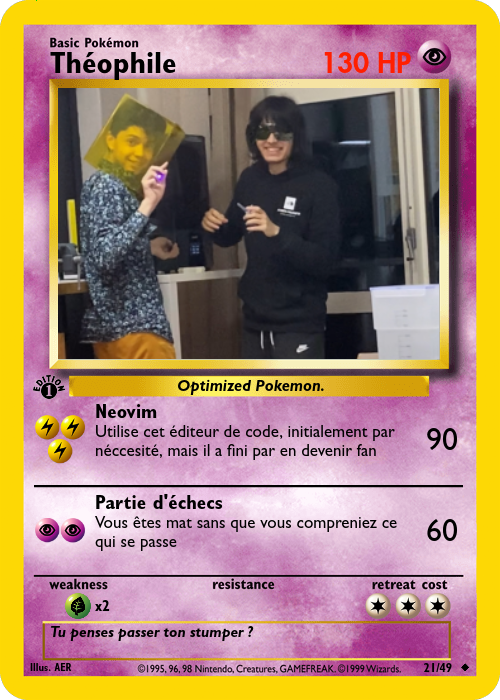 Basic Pokémon
Théophile
130 HP
Optimized Pokemon.
EDITION
1
Neovim
Utilise cet éditeur de code, initialement par
néccesité, mais il a fini par en devenir fan
90
Partie d'échecs
Vous êtes mat sans que vous compreniez ce
qui se passe
60
weakness
resistance
retreat cost
x2
Tu penses passer ton stumper ?
Illus. AER
©1995, 96, 98 Nintendo, Creatures, GAMEFREAK. ©1999 Wizards.
21/49